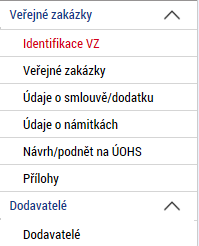 Veřejné zakázky
Identifikace VZ
Veřejné zakázky
Údaje o smlouvě/dodatku
Údaje o námitkách
Návrh/podnět na ÚOHS
Přílohy
Dodavatelé
Dodavatelé